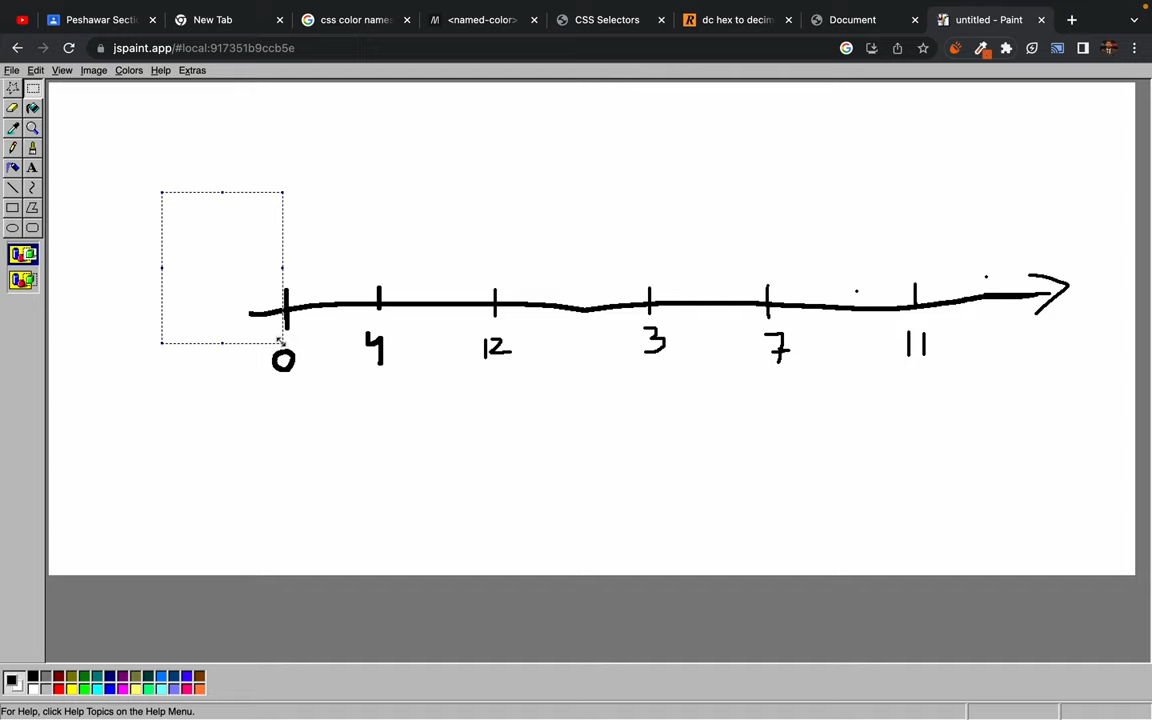 Peshawar Secti
New Tab
css color names
<named-color>
CSS Selectors
dc hex to decim
Document
untitled - Paint
jspaint.app/#local:917351b9ccb5e
File Edit View Image Colors Help Extras
0 4 12 3 7 11
For Help, click Help Topics on the Help Menu.